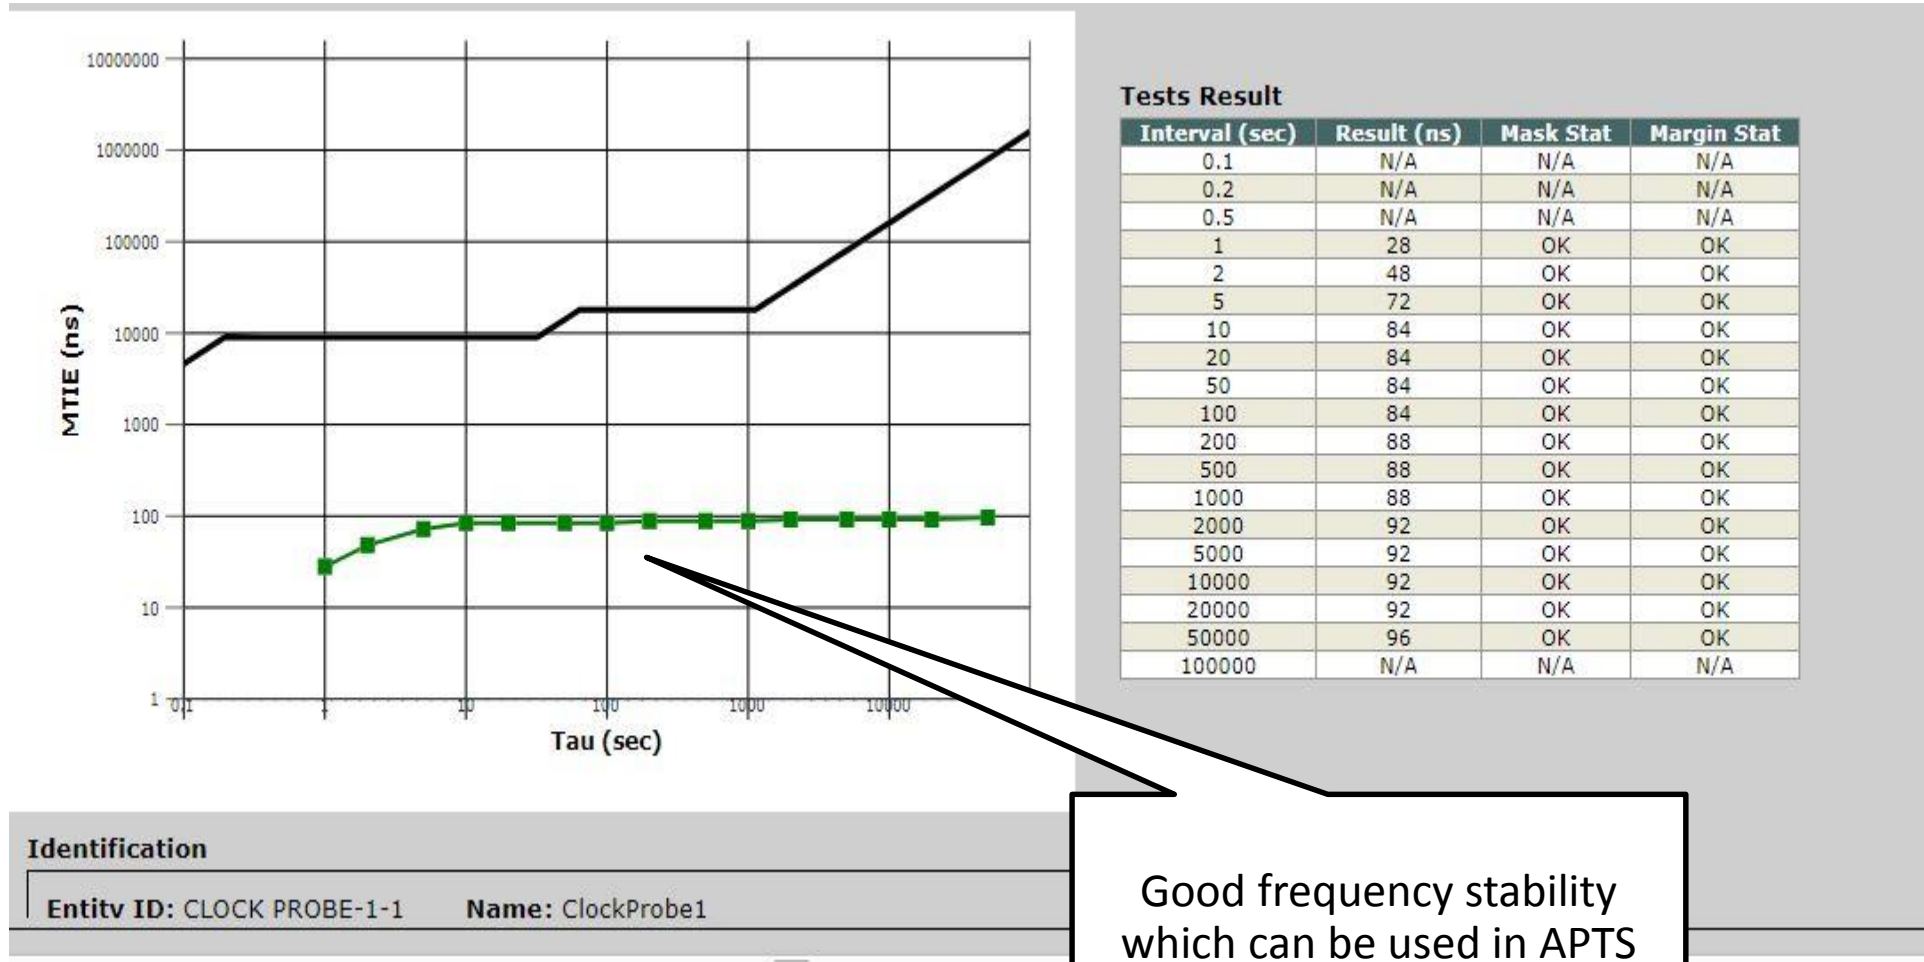 10000000
1000000
100000
10000
1000
100
10
1
MTIE (ns)
0.1 1 10 100 1000 10000
Tau (sec)
Tests Result
Interval (sec) Result (ns) Mask Stat Margin Stat
0.1 N/A N/A N/A
0.2 N/A N/A N/A
0.5 N/A N/A N/A
1 28 OK OK
2 48 OK OK
5 72 OK OK
10 84 OK OK
20 84 OK OK
50 84 OK OK
100 84 OK OK
200 88 OK OK
500 88 OK OK
1000 88 OK OK
2000 92 OK OK
5000 92 OK OK
10000 92 OK OK
20000 92 OK OK
50000 96 OK OK
100000 N/A N/A N/A
Identification
Entity ID: CLOCK PROBE-1-1 Name: ClockProbe1
Good frequency stability
which can be used in APTS